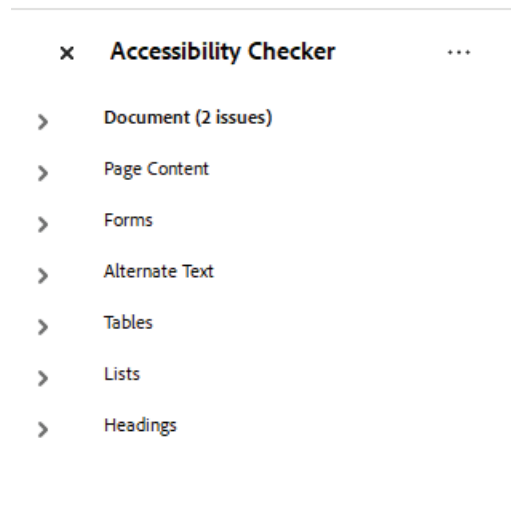 Accessibility Checker
Document (2 issues)
Page Content
Forms
Alternate Text
Tables
Lists
Headings